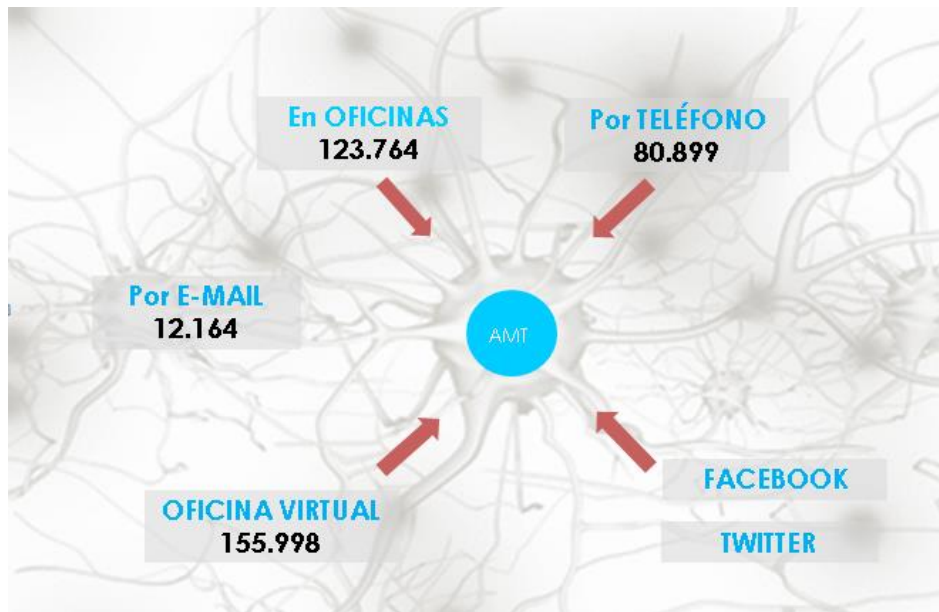 En OFICINAS
123.764
Por TELÉFONO
80.899
Por E-MAIL
12.164
AMT
OFICINA VIRTUAL
155.998
FACEBOOK
TWITTER